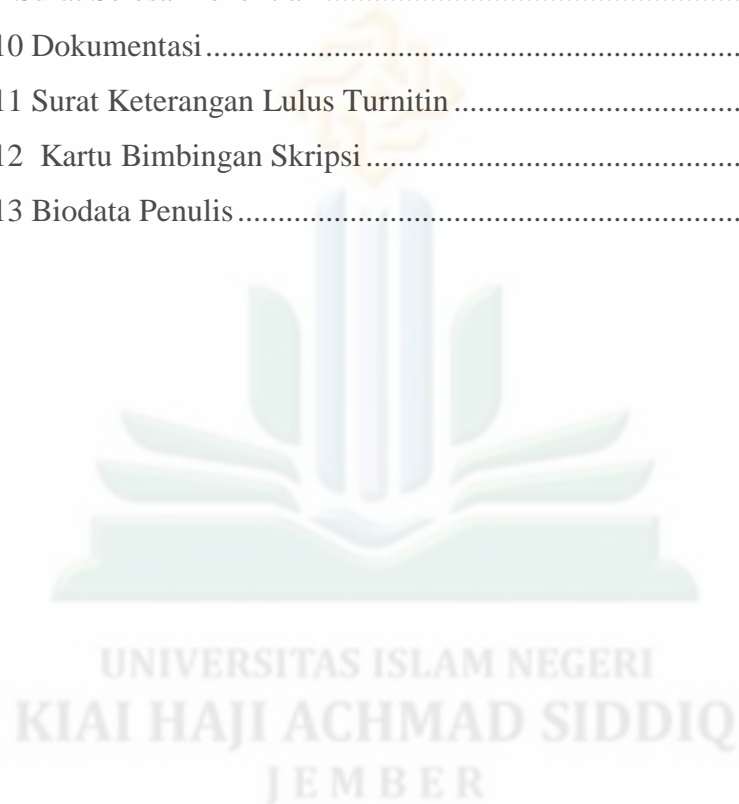 10 Dokumentasi........................................................................
11 Surat Keterangan Lulus Turnitin........................................
12 Kartu Bimbingan Skripsi....................................................
13 Biodata Penulis....................................................................
UNIVERSITAS ISLAM NEGERI
KIAI HAJI ACHMAD SIDDIQ
JEMBER